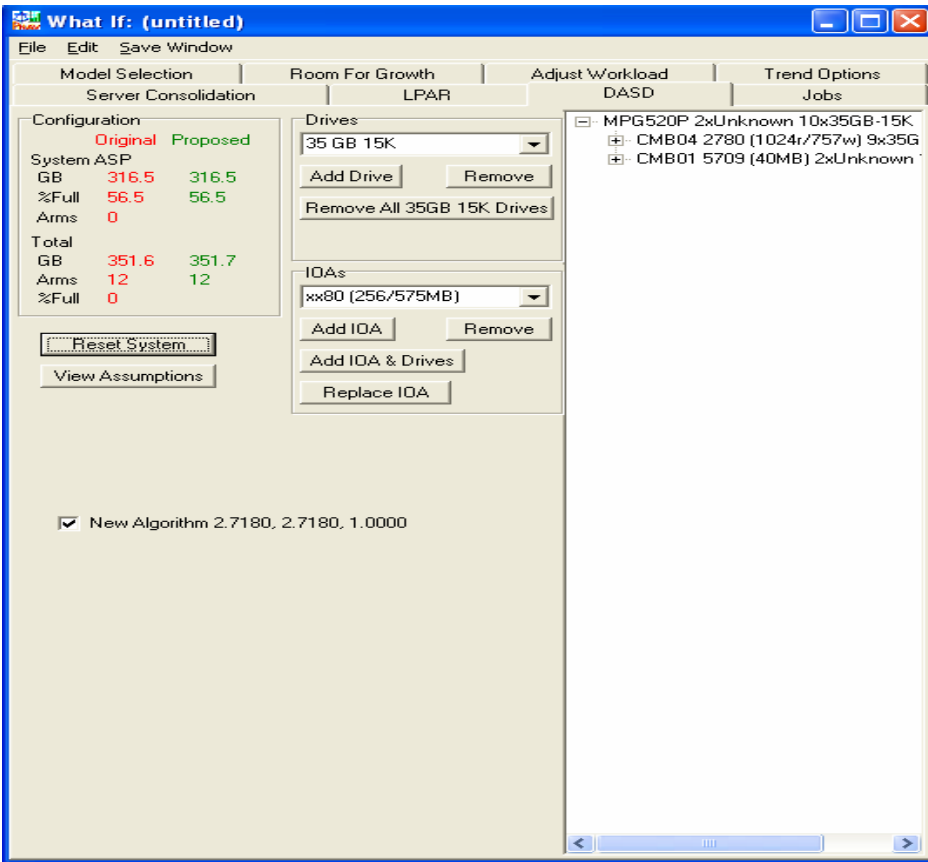 What If: (untitled)
File Edit Save Window
Model Selection Room For Growth Adjust Workload Trend Options
Server Consolidation LPAR DASD Jobs
Configuration
Original Proposed
System ASP
GB 316.5 316.5
%Full 56.5 56.5
Arms 0
Total
GB 351.6 351.7
Arms 12 12
%Full 0
Reset System
View Assumptions
New Algorithm 2.7180, 2.7180, 1.0000
Drives
35 GB 15K
Add Drive Remove
Remove All 35GB 15K Drives
IOAs
xx80 (256/575MB)
Add IOA Remove
Add IOA & Drives
Replace IOA
MPG520P 2xUnknown 10x35GB-15K
CMB04 2780 (1024r/757w) 9x35G
CMB01 5709 (40MB) 2xUnknown